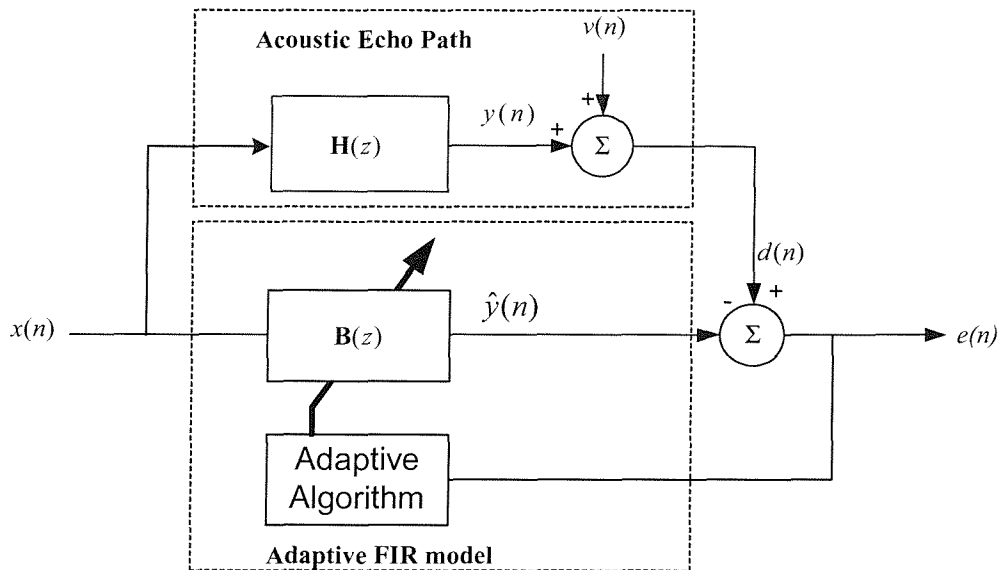 Acoustic Echo Path
v(n)
+
H(z)
y(n)
+
Σ
d(n)
x(n)
B(z)
ŷ(n)
-
+
Σ
e(n)
Adaptive
Algorithm
Adaptive FIR model